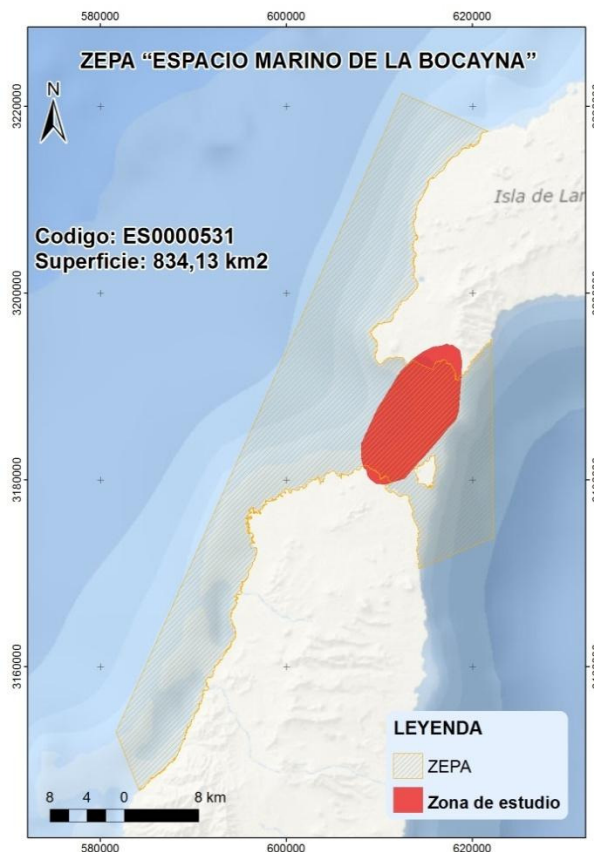 580000 600000 620000
ZEPA “ESPACIO MARINO DE LA BOCAYNA”
N
3220000
Isla de Lan
Codigo: ES0000531
Superficie: 834,13 km2
3200000
3180000
3160000
LEYENDA
ZEPA
Zona de estudio
8 4 0 8 km
580000 600000 620000